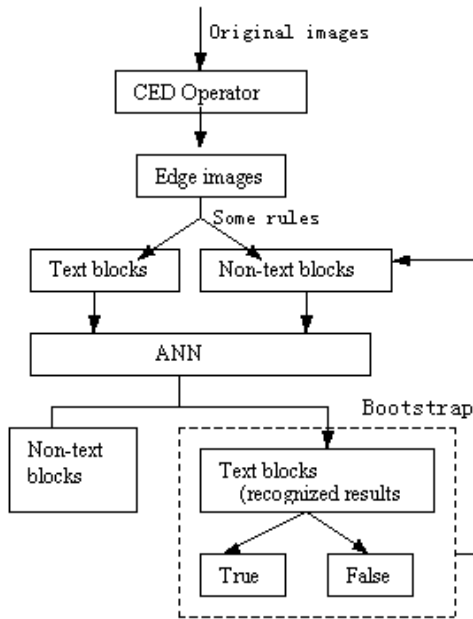 Original images
CED Operator
Edge images
Some rules
Text blocks
Non-text blocks
ANN
Bootstrap
Non-text
blocks
Text blocks
(recognized results
True
False